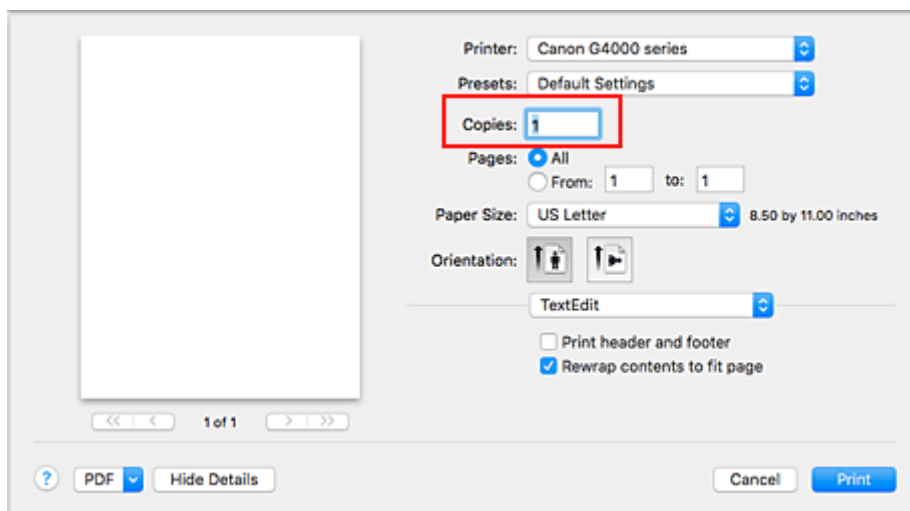 Printer: Canon G4000 series
Presets: Default Settings
Copies: 1
Pages: All
From: 1 to: 1
Paper Size: US Letter 8.50 by 11.00 inches
Orientation:
TextEdit
Print header and footer
Rewrap contents to fit page
<< < 1 of 1 > >>
? PDF Hide Details Cancel Print